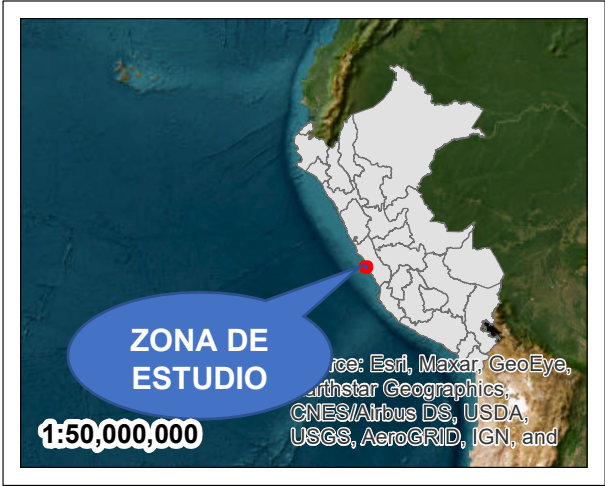 ZONA DE
ESTUDIO
rce: Esri, Maxar, GeoEye,
arthstar Geographics,
CNES/Airbus DS, USDA,
USGS, AeroGRID, IGN, and
1:50,000,000